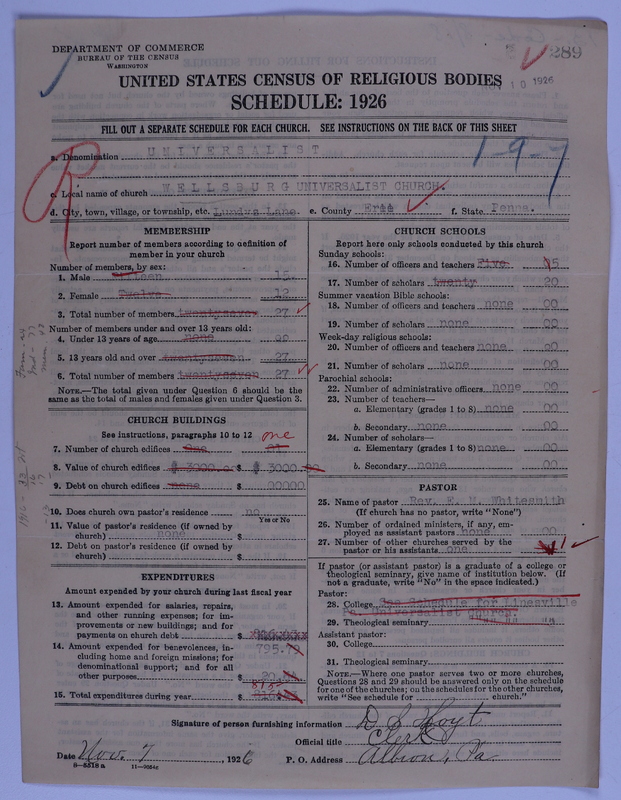 DEPARTMENT OF COMMERCE
BUREAU OF THE CENSUS
WASHINGTON
289
10 1926
UNITED STATES CENSUS OF RELIGIOUS BODIES
SCHEDULE: 1926
FILL OUT A SEPARATE SCHEDULE FOR EACH CHURCH. SEE INSTRUCTIONS ON THE BACK OF THIS SHEET
a. Denomination UNIVERSALIST
1-9-7
R
c. Local name of church WELLSBURG UNIVERSALIST CHURCH.
d. City, town, village, or township, etc. Lundys Lane. e. County Erie f. State Penna.
MEMBERSHIP
Report number of members according to definition of member in your church
Number of members, by sex:
1. Male 15
2. Female Twelve 12
3. Total number of members twentyseven 27
Number of members under and over 13 years old:
4. Under 13 years of age none 00
5. 13 years old and over twentyseven 27
6. Total number of members twentyseven 27
NOTE.—The total given under Question 6 should be the same as the total of males and females given under Question 3.
CHURCH BUILDINGS
See instructions, paragraphs 10 to 12 one
7. Number of church edifices One
8. Value of church edifices $ 3000.00 $ 3000.00
9. Debt on church edifices none $ 00000
10. Does church own pastor's residence no
Yes or No
11. Value of pastor's residence (if owned by church) none $
12. Debt on pastor's residence (if owned by church) $
EXPENDITURES
Amount expended by your church during last fiscal year
13. Amount expended for salaries, repairs, and other running expenses; for improvements or new buildings; and for payments on church debt $
795.
14. Amount expended for benevolences, including home and foreign missions; for denominational support; and for all other purposes $ 20.
15. Total expenditures during year $
CHURCH SCHOOLS
Report here only schools conducted by this church
Sunday schools:
16. Number of officers and teachers Five 5
17. Number of scholars twenty 20
Summer vacation Bible schools:
18. Number of officers and teachers none 00
19. Number of scholars none 00
Week-day religious schools:
20. Number of officers and teachers none 00
21. Number of scholars none 00
Parochial schools:
22. Number of administrative officers none 00
23. Number of teachers—
a. Elementary (grades 1 to 8) none 00
b. Secondary none 00
24. Number of scholars—
a. Elementary (grades 1 to 8) none 00
b. Secondary none 00
PASTOR
25. Name of pastor Rev. E. M. Whitesmith
(If church has no pastor, write "None")
26. Number of ordained ministers, if any, employed as assistant pastors none 00
27. Number of other churches served by the pastor or his assistants one 1
If pastor (or assistant pastor) is a graduate of a college or theological seminary, give name of institution below. (If not a graduate, write "No" in the space indicated.)
Pastor:
28. College See Schedule for Linesville
Pa. Universalist Church.
29. Theological seminary
Assistant pastor:
30. College
31. Theological seminary
NOTE.—Where one pastor serves two or more churches, Questions 28 and 29 should be answered only on the schedule for one of the churches; on the schedules for the other churches, write "See schedule for church."
Signature of person furnishing information D S Hoyt
Official title Clerk
Date Nov. 7, 1926 P. O. Address Albion, Pa.
8-5518a 11-9064